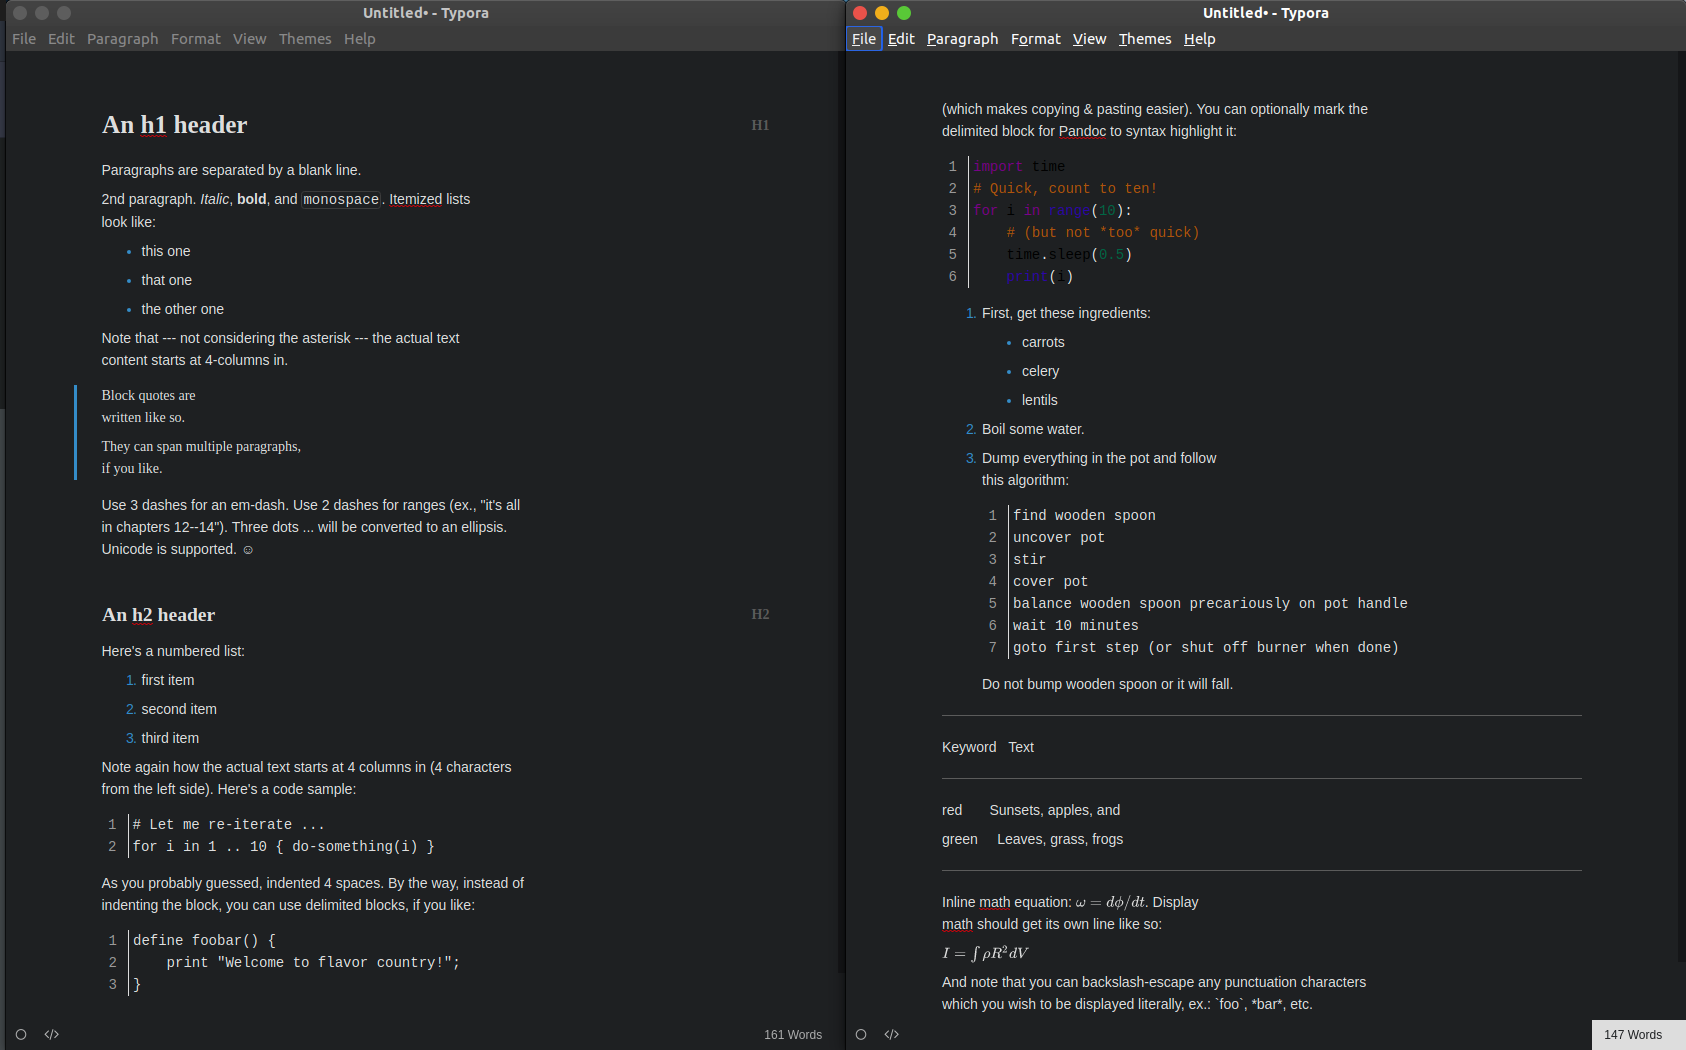 Untitled• - Typora
File Edit Paragraph Format View Themes Help
An h1 header
H1
Paragraphs are separated by a blank line.
2nd paragraph. Italic, bold, and monospace. Itemized lists
look like:
• this one
• that one
• the other one
Note that --- not considering the asterisk --- the actual text
content starts at 4-columns in.
Block quotes are
written like so.
They can span multiple paragraphs,
if you like.
Use 3 dashes for an em-dash. Use 2 dashes for ranges (ex., "it's all
in chapters 12--14"). Three dots ... will be converted to an ellipsis.
Unicode is supported. ☺
An h2 header
H2
Here's a numbered list:
1. first item
2. second item
3. third item
Note again how the actual text starts at 4 columns in (4 characters
from the left side). Here's a code sample:
1 # Let me re-iterate ...
2 for i in 1 .. 10 { do-something(i) }
As you probably guessed, indented 4 spaces. By the way, instead of
indenting the block, you can use delimited blocks, if you like:
1 define foobar() {
2     print "Welcome to flavor country!";
3 }
</> 161 Words
Untitled• - Typora
File Edit Paragraph Format View Themes Help
(which makes copying & pasting easier). You can optionally mark the
delimited block for Pandoc to syntax highlight it:
1 import time
2 # Quick, count to ten!
3 for i in range(10):
4     # (but not *too* quick)
5     time.sleep(0.5)
6     print(i)
1. First, get these ingredients:
• carrots
• celery
• lentils
2. Boil some water.
3. Dump everything in the pot and follow
this algorithm:
1 find wooden spoon
2 uncover pot
3 stir
4 cover pot
5 balance wooden spoon precariously on pot handle
6 wait 10 minutes
7 goto first step (or shut off burner when done)
Do not bump wooden spoon or it will fall.
Keyword Text
red Sunsets, apples, and
green Leaves, grass, frogs
Inline math equation: ω = dϕ/dt. Display
math should get its own line like so:
I = ∫ ρR²dV
And note that you can backslash-escape any punctuation characters
which you wish to be displayed literally, ex.: `foo`, *bar*, etc.
</> 147 Words